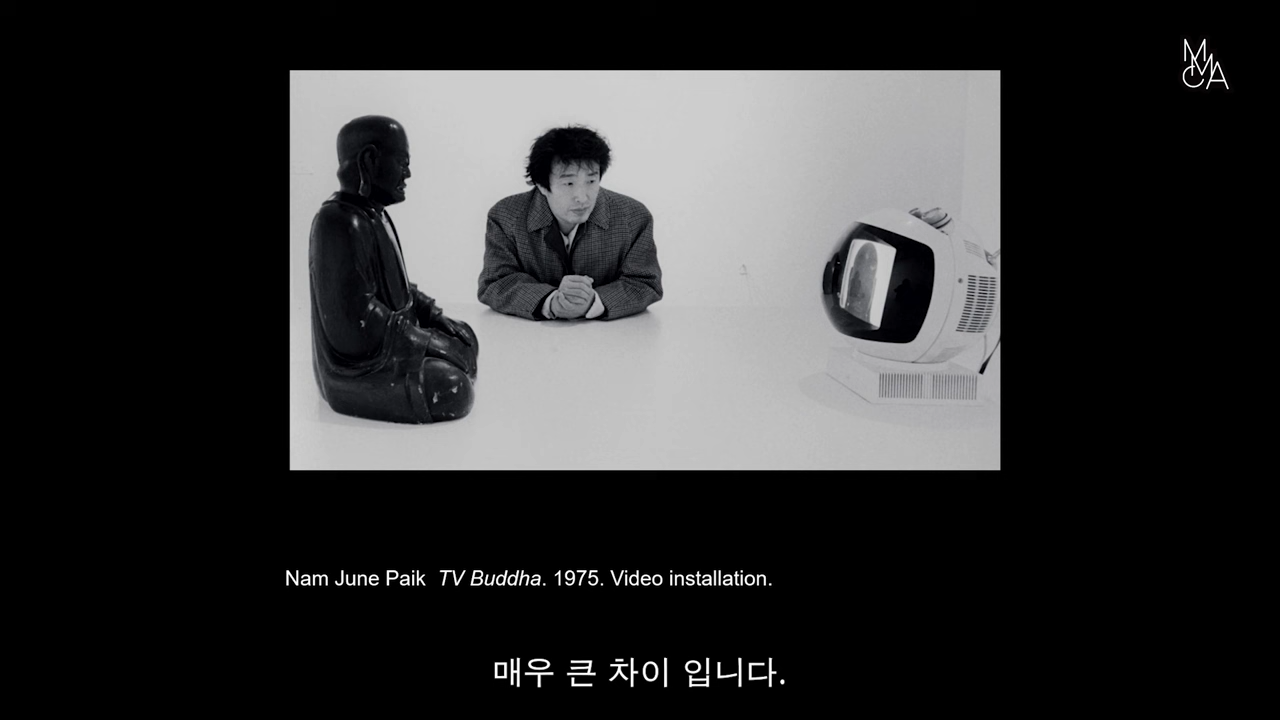 MMCA
Nam June Paik TV Buddha. 1975. Video installation.
매우 큰 차이 입니다.